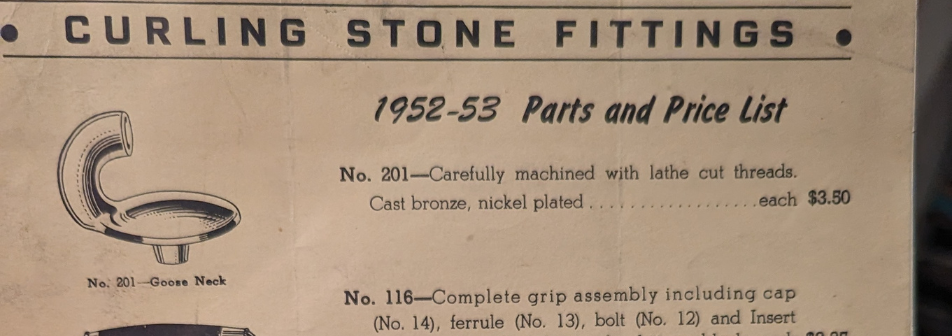 • CURLING STONE FITTINGS •
1952-53 Parts and Price List
No. 201—Carefully machined with lathe cut threads.
Cast bronze, nickel plated . . . . . . . . . . . . . . . . . . each $3.50
No. 201—Goose Neck
No. 116—Complete grip assembly including cap
(No. 14), ferrule (No. 13), bolt (No. 12) and Insert